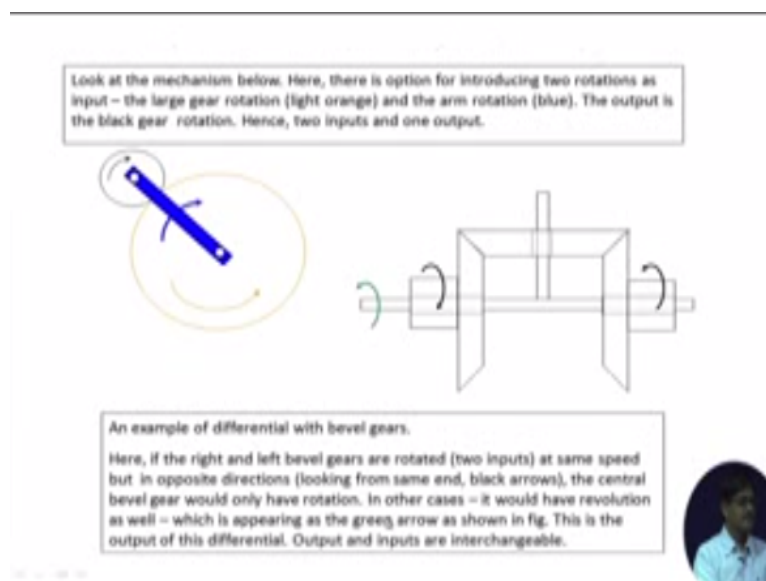 Look at the mechanism below. Here, there is option for introducing two rotations as
input – the large gear rotation (light orange) and the arm rotation (blue). The output is
the black gear rotation. Hence, two inputs and one output.
An example of differential with bevel gears.
Here, if the right and left bevel gears are rotated (two inputs) at same speed
but in opposite directions (looking from same end, black arrows), the central
bevel gear would only have rotation. In other cases – it would have revolution
as well – which is appearing as the green arrow as shown in fig. This is the
output of this differential. Output and inputs are interchangeable.